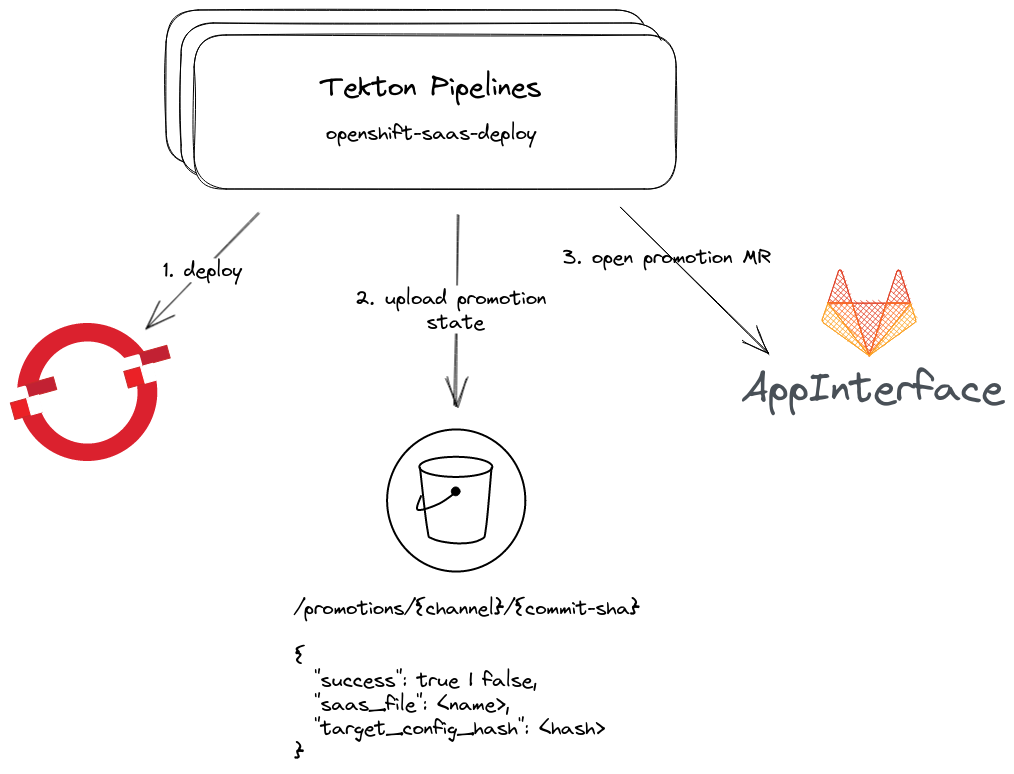 Tekton Pipelines
openshift-saas-deploy
1. deploy
2. upload promotion
state
3. open promotion MR
AppInterface
/promotions/{channel}/{commit-sha}
{
"success": true | false,
"saas_file": <name>,
"target_config_hash": <hash>
}